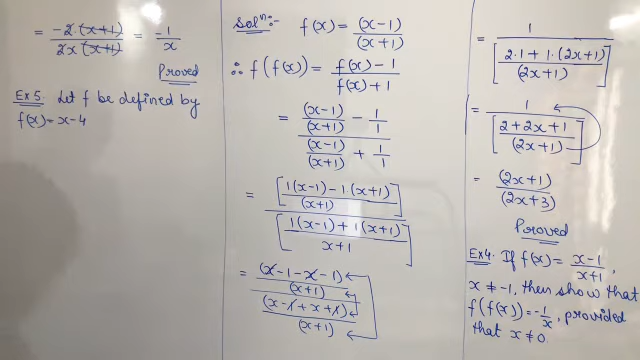 = -2·(x+1) / 2x(x+1) = -1/x
Proved
Ex 5. Let f be defined by
f(x)=x-4
Solⁿ:- f(x) = (x-1)/(x+1)
∴ f(f(x)) = (f(x)-1)/(f(x)+1)
= ((x-1)/(x+1) - 1/1) / ((x-1)/(x+1) + 1/1)
= [(1(x-1)-1·(x+1))/(x+1)] / [(1(x-1)+1(x+1))/(x+1)]
= ((x-1-x-1)/(x+1)) / ((x-1+x+1)/(x+1))
= 1 / [(2·1+1·(2x+1))/(2x+1)]
= 1 / [(2+2x+1)/(2x+1)]
= (2x+1)/(2x+3)
Proved
Ex4. If f(x)= (x-1)/(x+1),
x ≠ -1, then show that
f(f(x)) = -1/x, provided
that x ≠ 0.